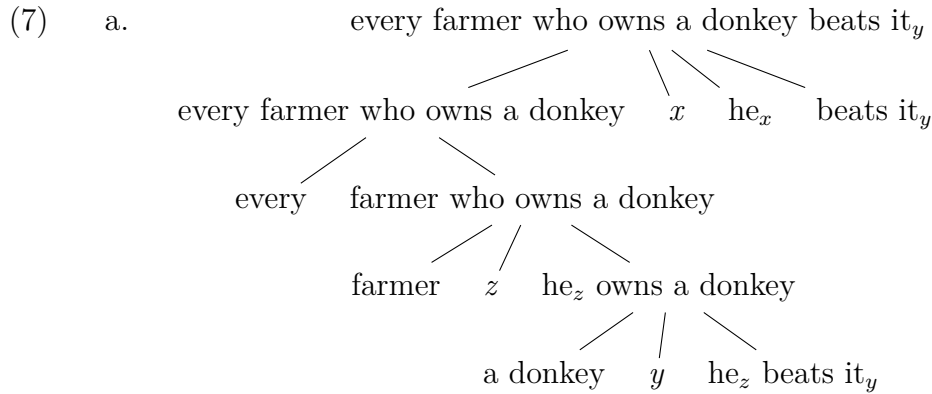 (7) a. every farmer who owns a donkey beats it_y
every farmer who owns a donkey x he_x beats it_y
every farmer who owns a donkey
farmer z he_z owns a donkey
a donkey y he_z beats it_y